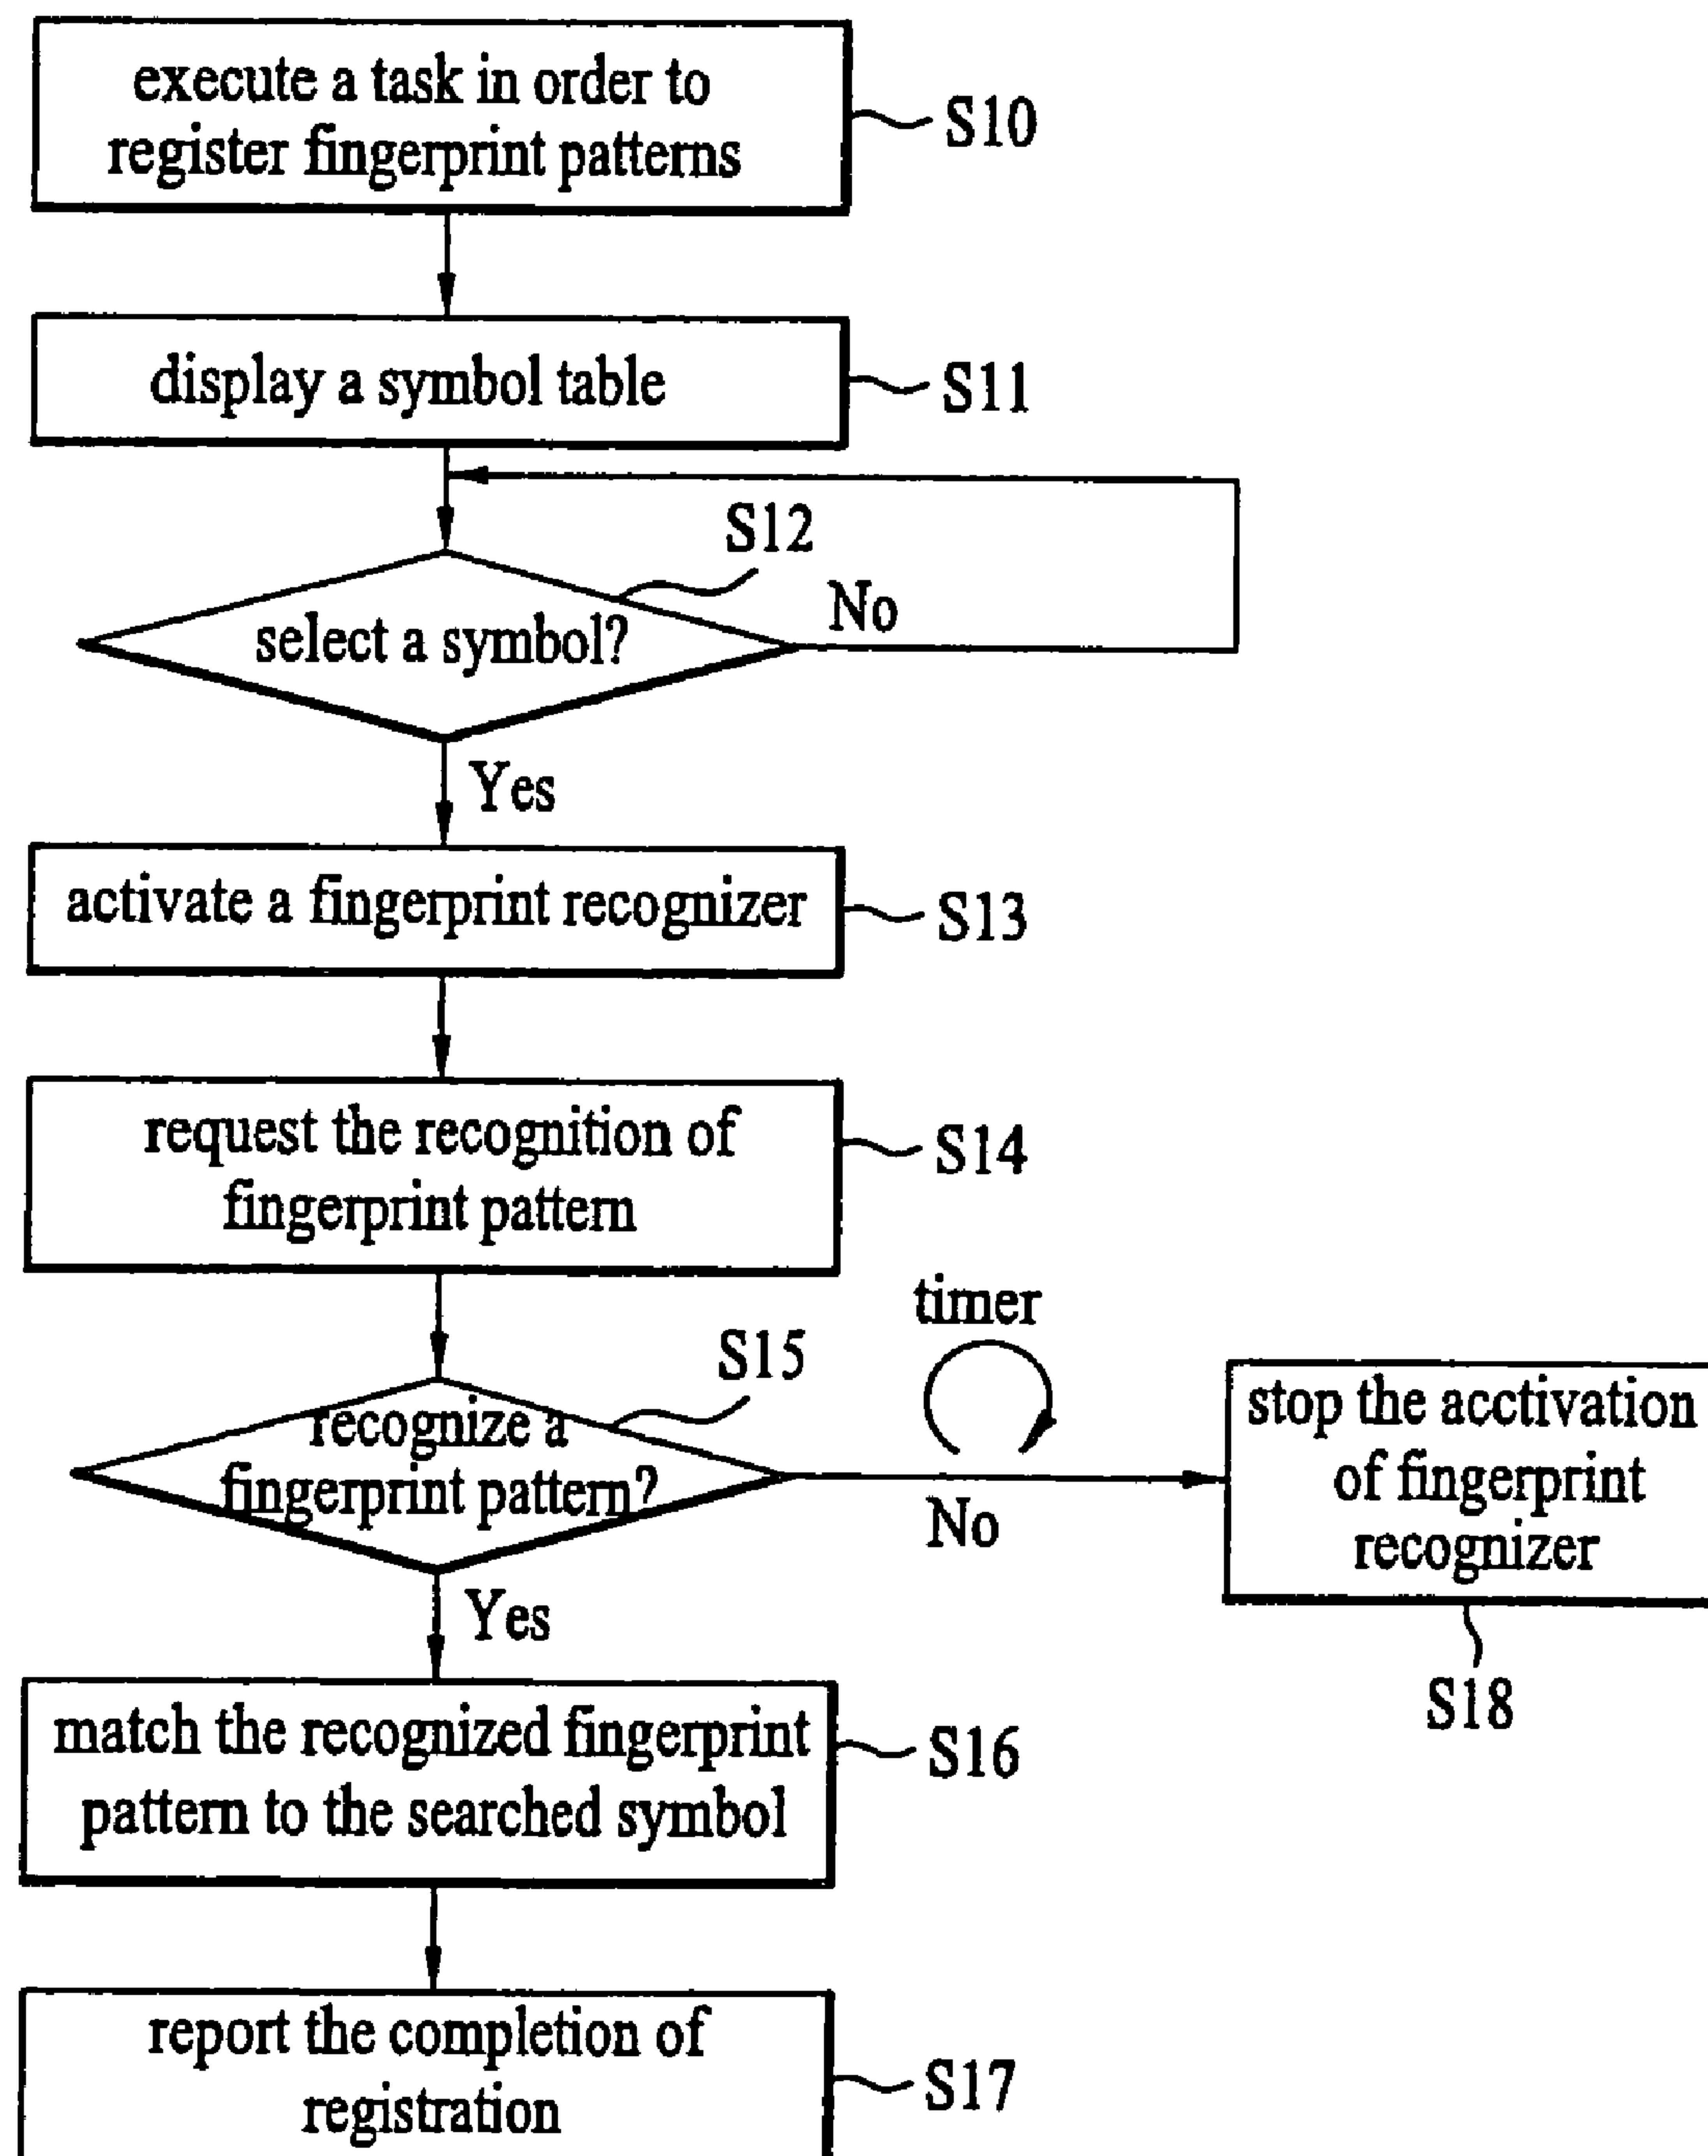 execute a task in order to
register fingerprint patterns
S10
display a symbol table
S11
S12
select a symbol?
No
Yes
activate a fingerprint recognizer
S13
request the recognition of
fingerprint pattern
S14
timer
S15
recognize a
fingerprint pattern?
No
stop the acctivation
of fingerprint
recognizer
S18
Yes
match the recognized fingerprint
pattern to the searched symbol
S16
report the completion of
registration
S17